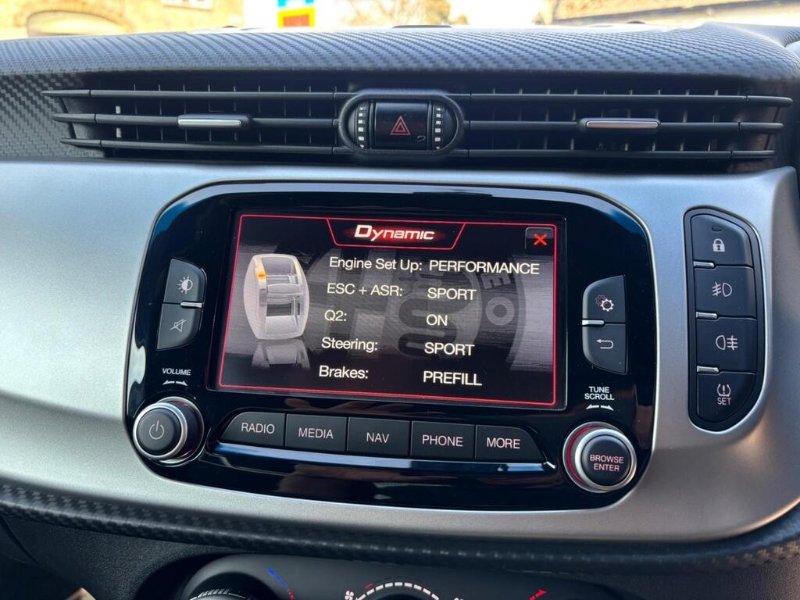 Dynamic
Engine Set Up: PERFORMANCE
ESC + ASR: SPORT
Q2: ON
Steering: SPORT
Brakes: PREFILL
VOLUME
TUNE
SCROLL
RADIO MEDIA NAV PHONE MORE
BROWSE
ENTER
SET